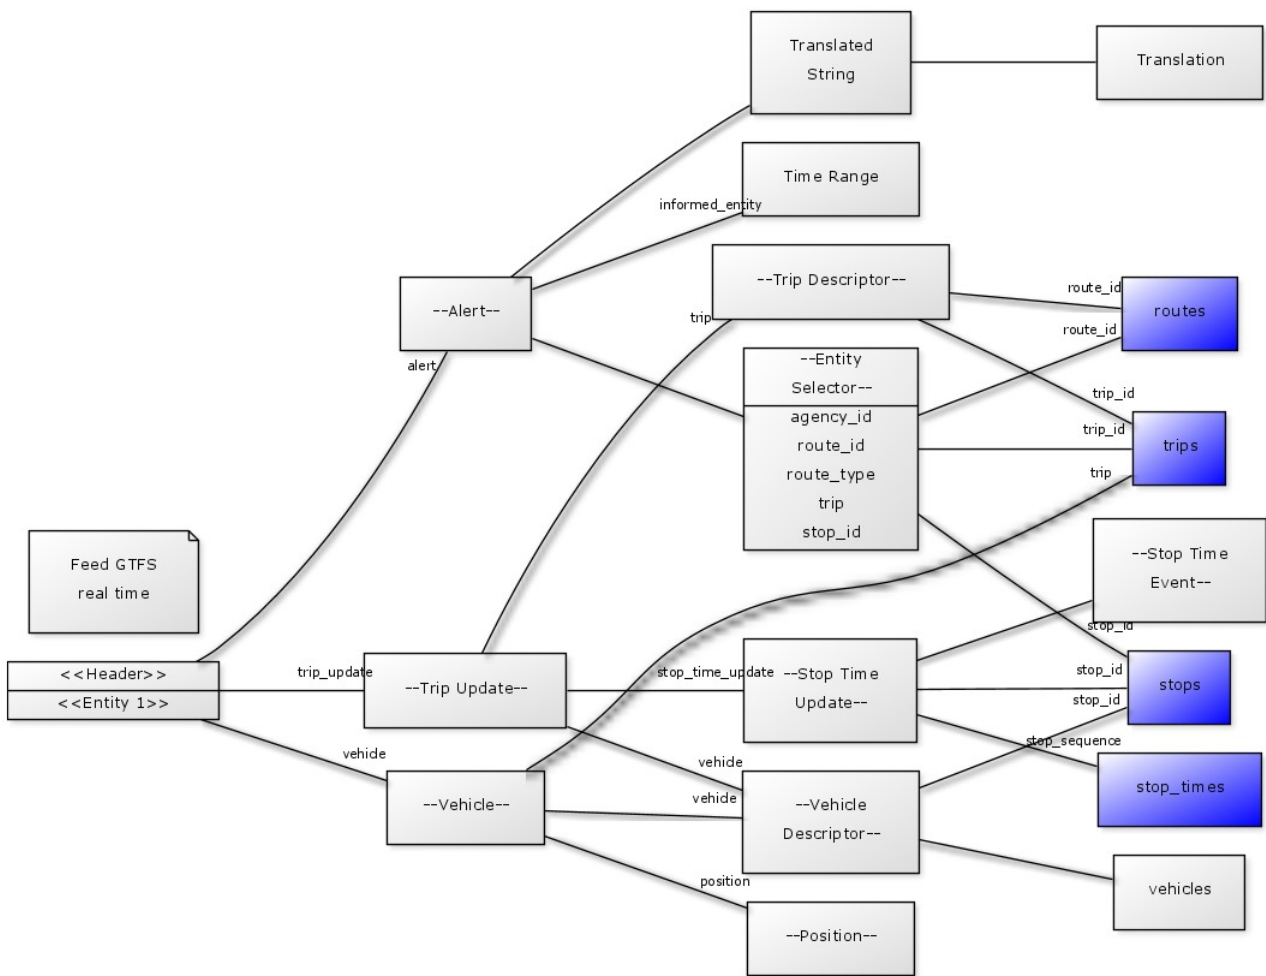 Translated
String
Translation
Time Range
informed_entity
--Trip Descriptor--
route_id
routes
--Alert--
trip
route_id
alert
--Entity
Selector--
agency_id
route_id
route_type
trip
stop_id
trip_id
trip_id
trips
trip
Feed GTFS
real time
--Stop Time
Event--
stop_id
<<Header>>
<<Entity 1>>
trip_update
--Trip Update--
stop_time_update
--Stop Time
Update--
stop_id
stops
stop_id
stop_sequence
stop_times
vehide
--Vehicle--
vehide
vehide
--Vehicle
Descriptor--
position
vehicles
--Position--